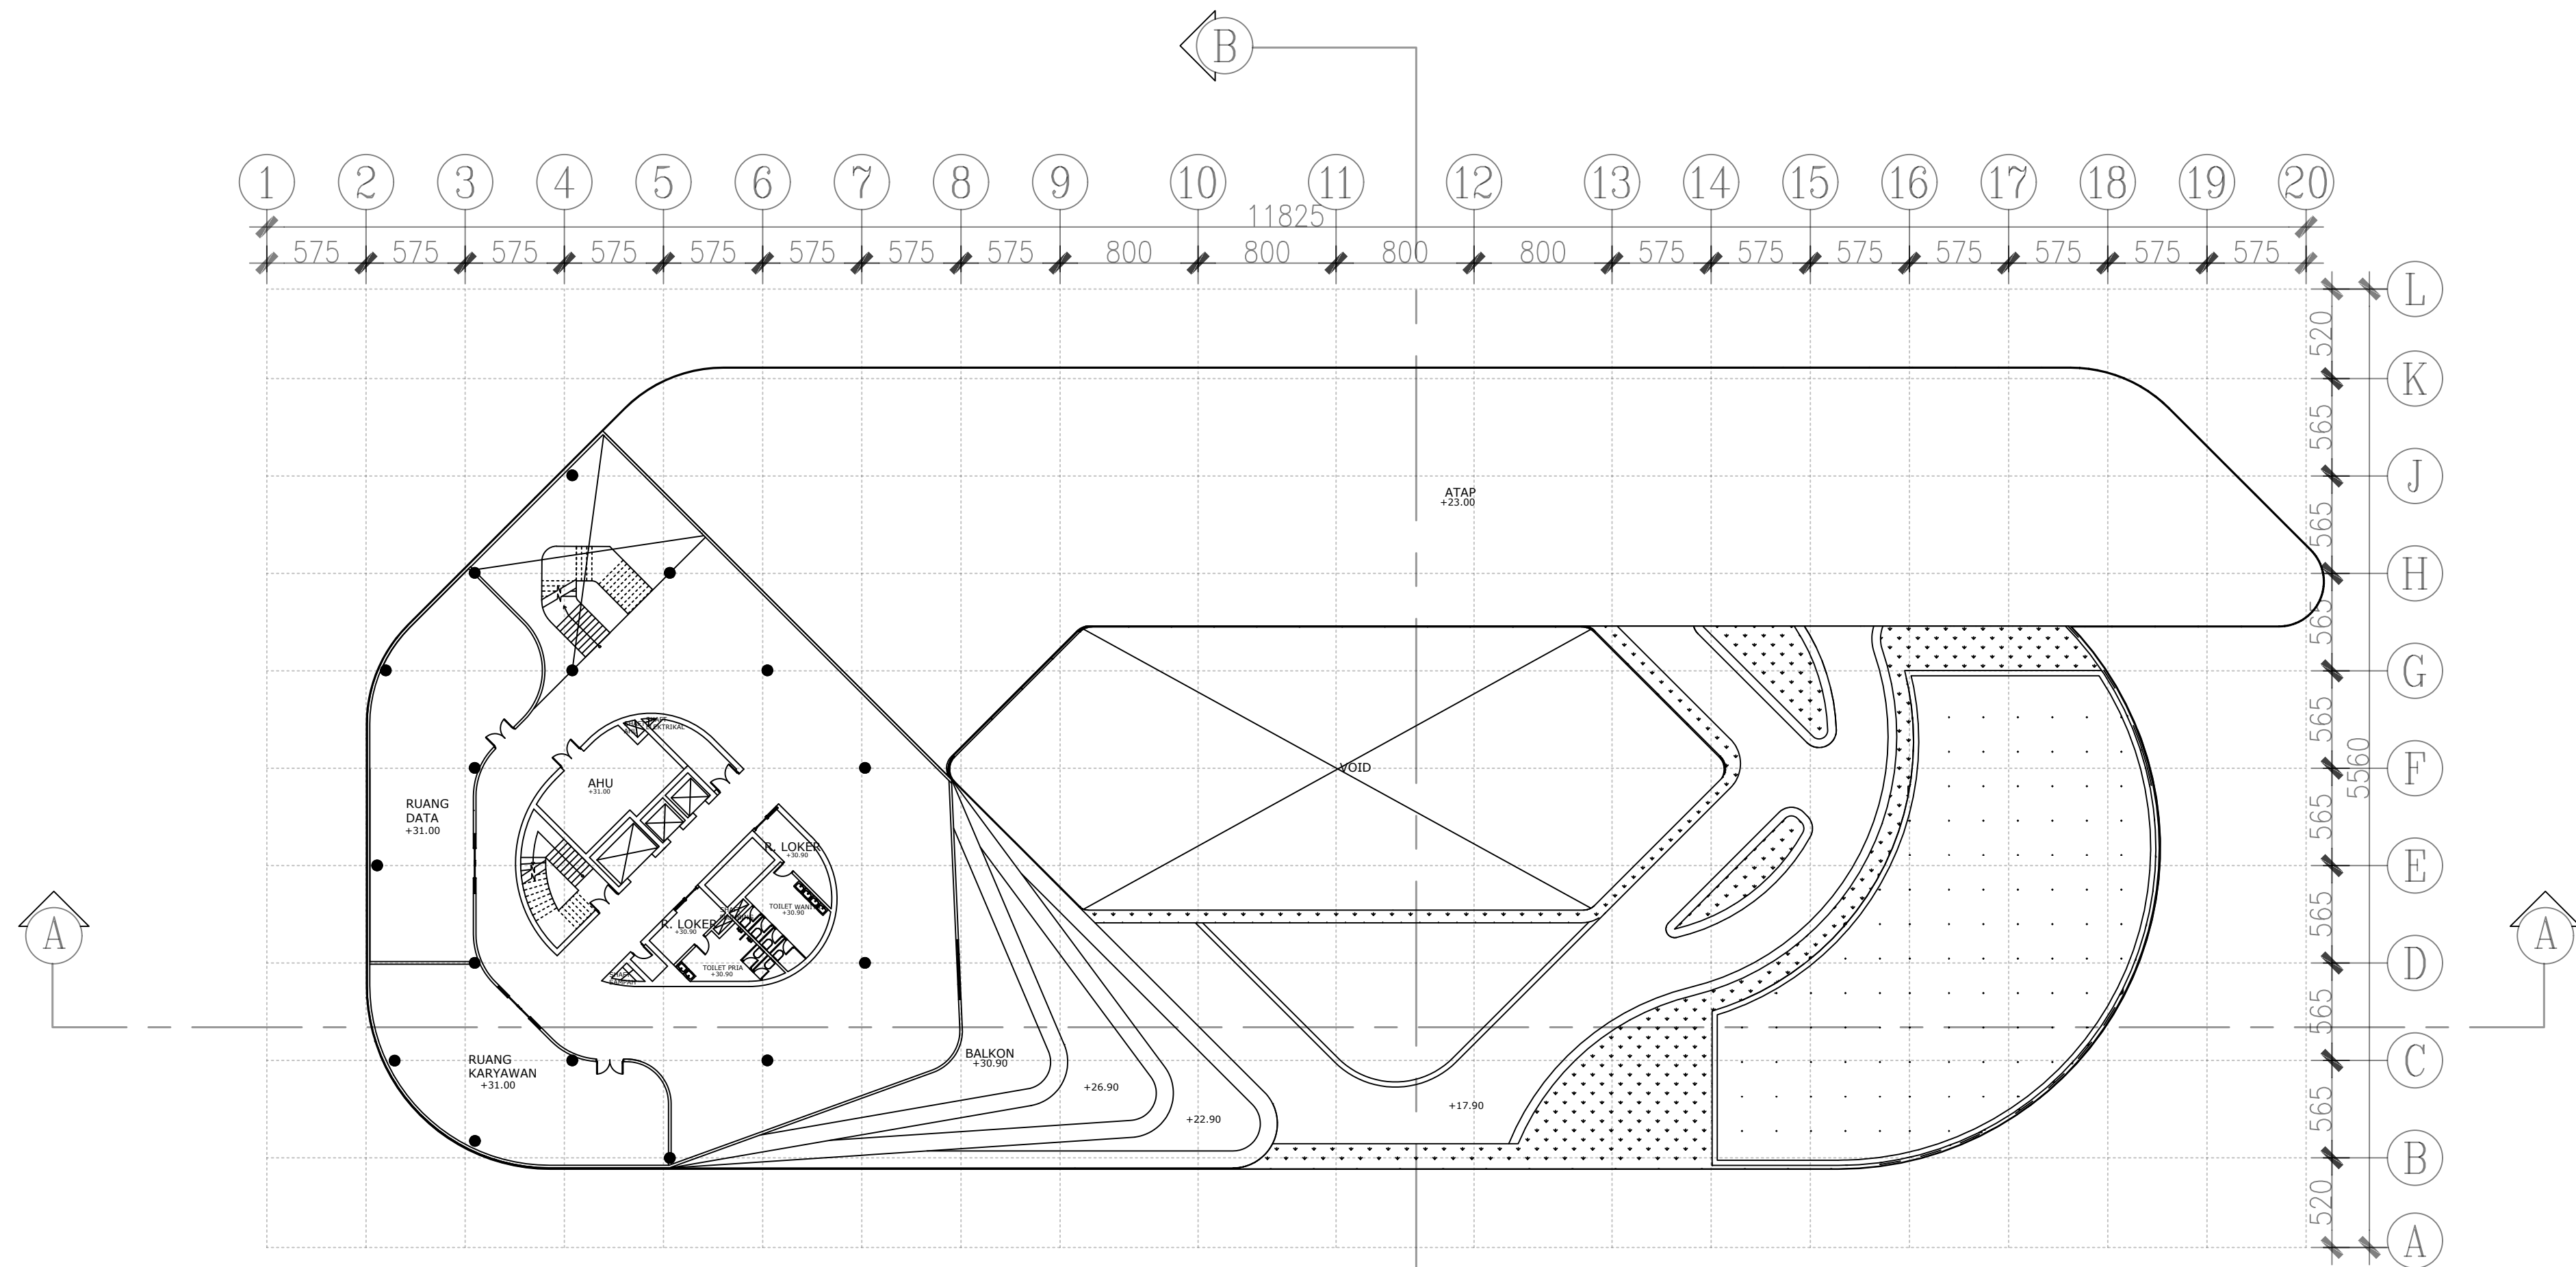 B
1 2 3 4 5 6 7 8 9 10 11 12 13 14 15 16 17 18 19 20
11825
575 575 575 575 575 575 575 575 800 800 800 800 575 575 575 575 575 575 575
L
520
K
565
J
ATAP
+23.00
565
H
565
G
ELEKTRIKAL
565
F
VOID
5560
AHU
+31.00
RUANG
DATA
+31.00
565
R. LOKER
+30.90
E
TOILET WANITA
+30.90
R. LOKER
+30.90
565
A
A
TOILET PRIA
+30.90
D
SHAFT
SAMPAH
565
RUANG
KARYAWAN
+31.00
BALKON
+30.90
C
+26.90
+22.90
+17.90
565
B
520
A